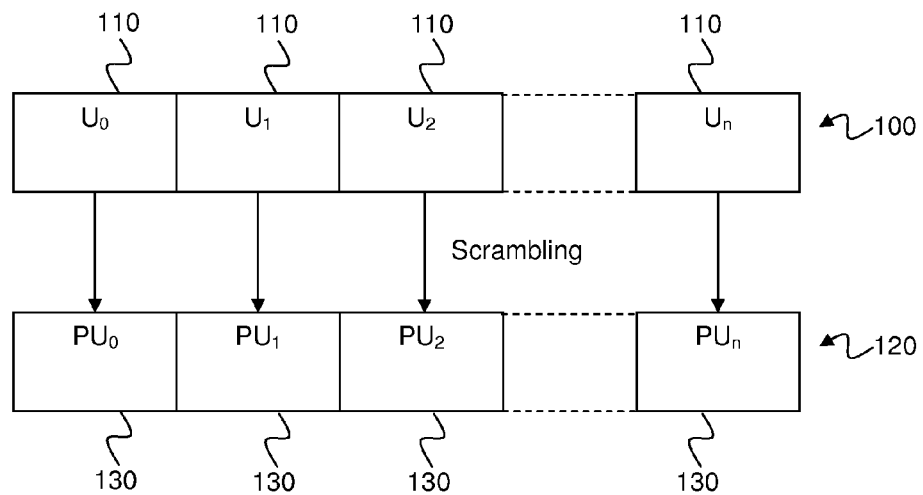 110 110 110 110
U₀ U₁ U₂ Uₙ
100
Scrambling
PU₀ PU₁ PU₂ PUₙ
120
130 130 130 130